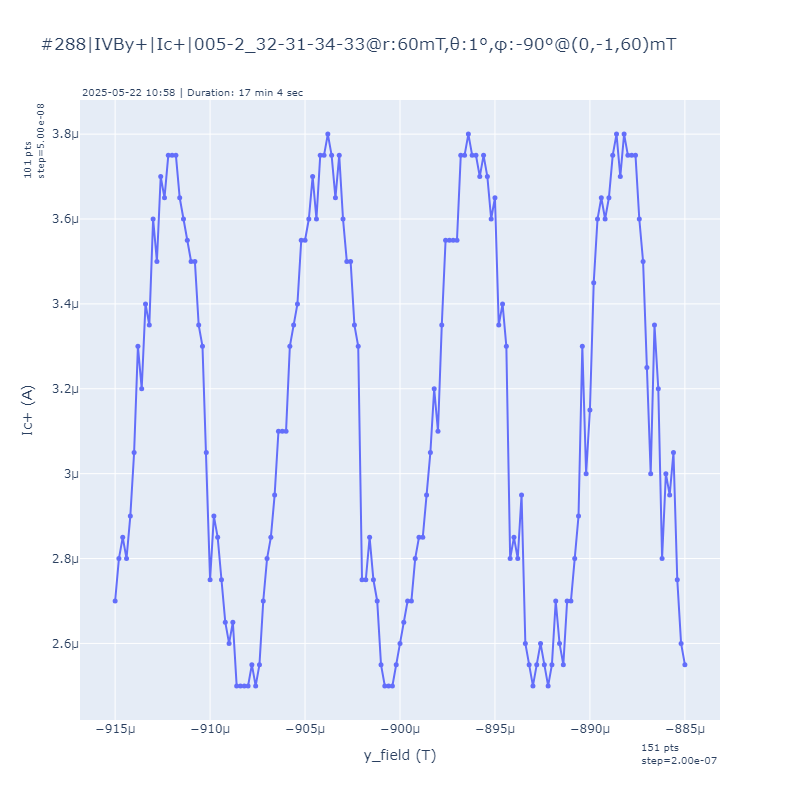 #288|IVBy+|Ic+|005-2_32-31-34-33@r:60mT,θ:1°,φ:-90°@(0,-1,60)mT
2025-05-22 10:58 | Duration: 17 min 4 sec
101 pts
step=5.00e-08
3.8μ
3.6μ
3.4μ
3.2μ
3μ
2.8μ
2.6μ
Ic+ (A)
−915μ
−910μ
−905μ
−900μ
−895μ
−890μ
−885μ
y_field (T)
151 pts
step=2.00e-07